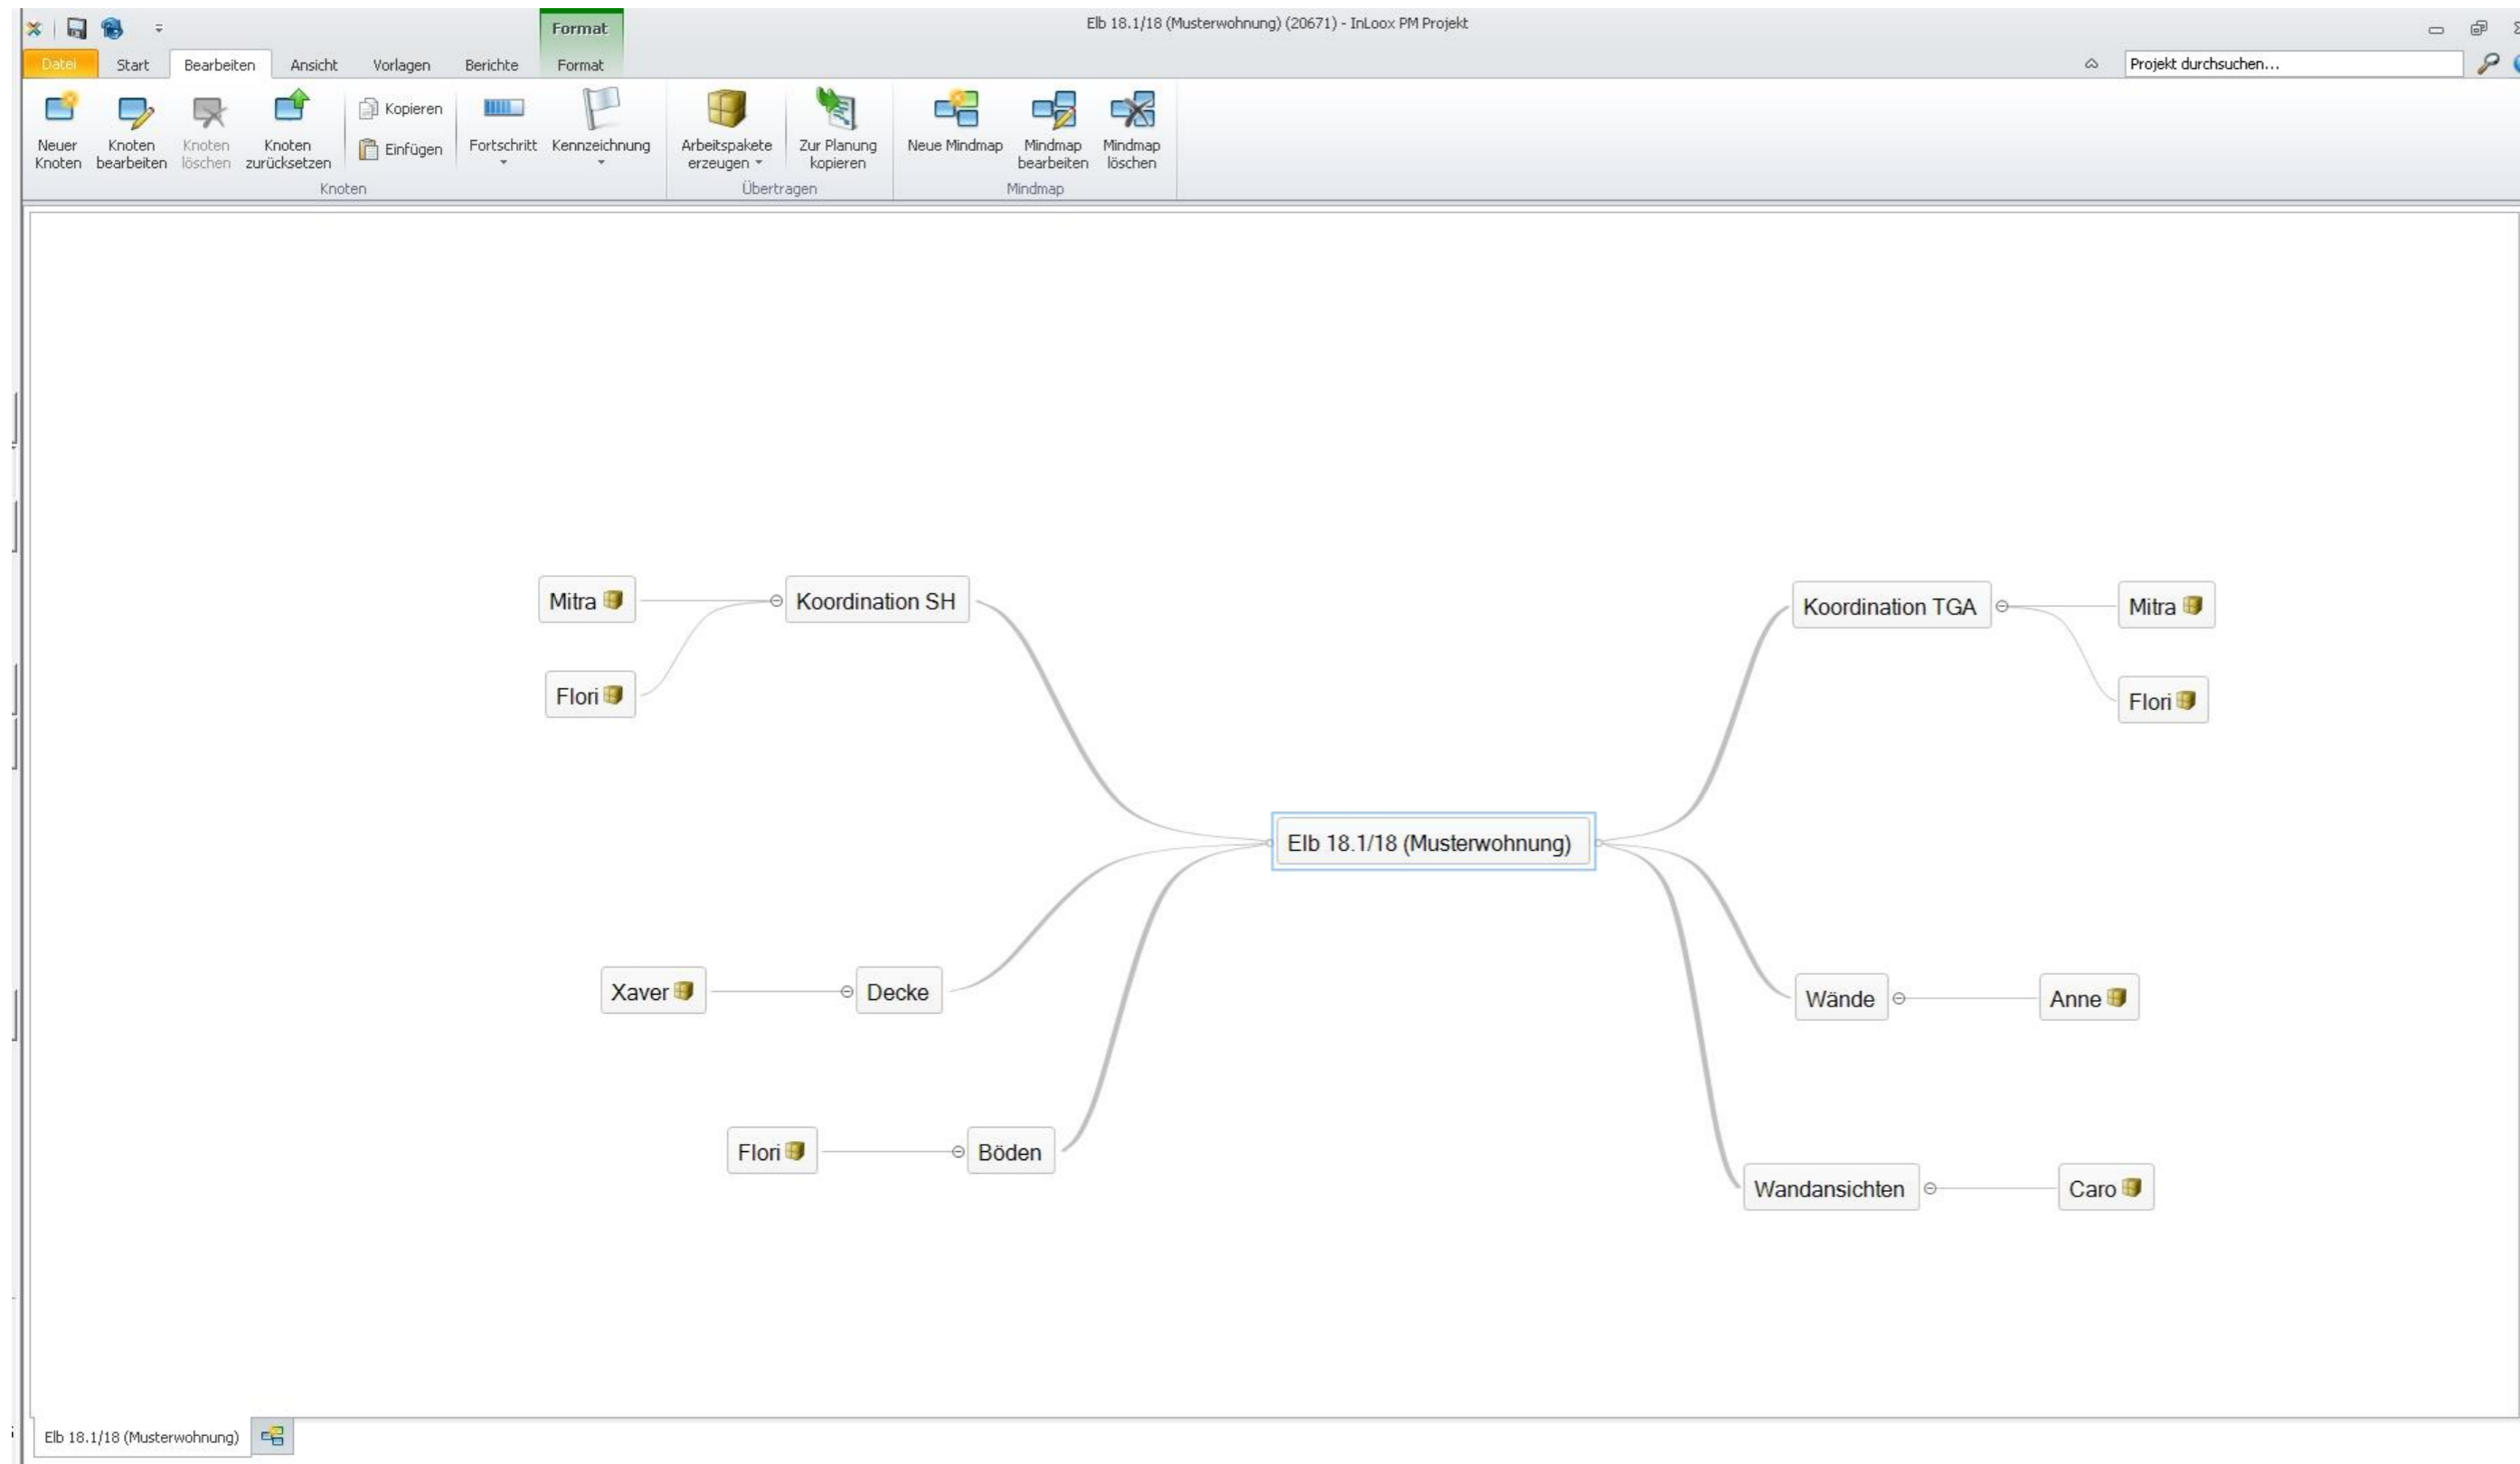 Format
Elb 18.1/18 (Musterwohnung) (20671) - InLoox PM Projekt
Datei Start Bearbeiten Ansicht Vorlagen Berichte Format
Projekt durchsuchen...
Neuer Knoten
Knoten bearbeiten
Knoten löschen
Knoten zurücksetzen
Kopieren
Einfügen
Fortschritt
Kennzeichnung
Arbeitspakete erzeugen
Zur Planung kopieren
Neue Mindmap
Mindmap bearbeiten
Mindmap löschen
Knoten
Übertragen
Mindmap
Mitra
Koordination SH
Flori
Koordination TGA
Mitra
Flori
Elb 18.1/18 (Musterwohnung)
Xaver
Decke
Wände
Anne
Flori
Böden
Wandansichten
Caro
Elb 18.1/18 (Musterwohnung)